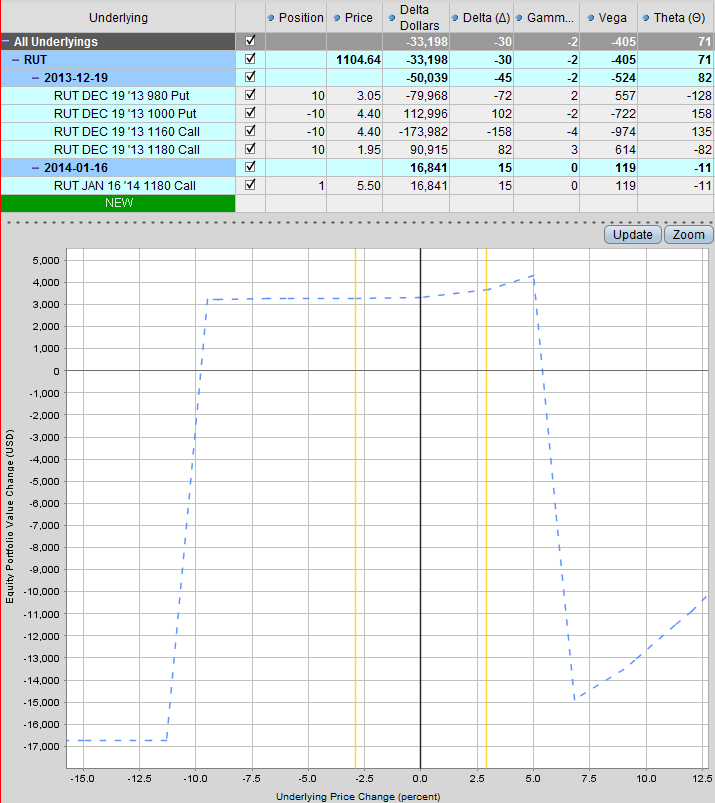 Underlying Position Price Delta Dollars Delta (Δ) Gamm... Vega Theta (Θ)
− All Underlyings -33,198 -30 -2 -405 71
− RUT 1104.64 -33,198 -30 -2 -405 71
− 2013-12-19 -50,039 -45 -2 -524 82
RUT DEC 19 '13 980 Put 10 3.05 -79,968 -72 2 557 -128
RUT DEC 19 '13 1000 Put -10 4.40 112,996 102 -2 -722 158
RUT DEC 19 '13 1160 Call -10 4.40 -173,982 -158 -4 -974 135
RUT DEC 19 '13 1180 Call 10 1.95 90,915 82 3 614 -82
− 2014-01-16 16,841 15 0 119 -11
RUT JAN 16 '14 1180 Call 1 5.50 16,841 15 0 119 -11
NEW
Update Zoom
5,000
4,000
3,000
2,000
1,000
0
-1,000
-2,000
-3,000
-4,000
-5,000
-6,000
-7,000
-8,000
-9,000
-10,000
-11,000
-12,000
-13,000
-14,000
-15,000
-16,000
-17,000
Equity Portfolio Value Change (USD)
-15.0 -12.5 -10.0 -7.5 -5.0 -2.5 0.0 2.5 5.0 7.5 10.0 12.5
Underlying Price Change (percent)